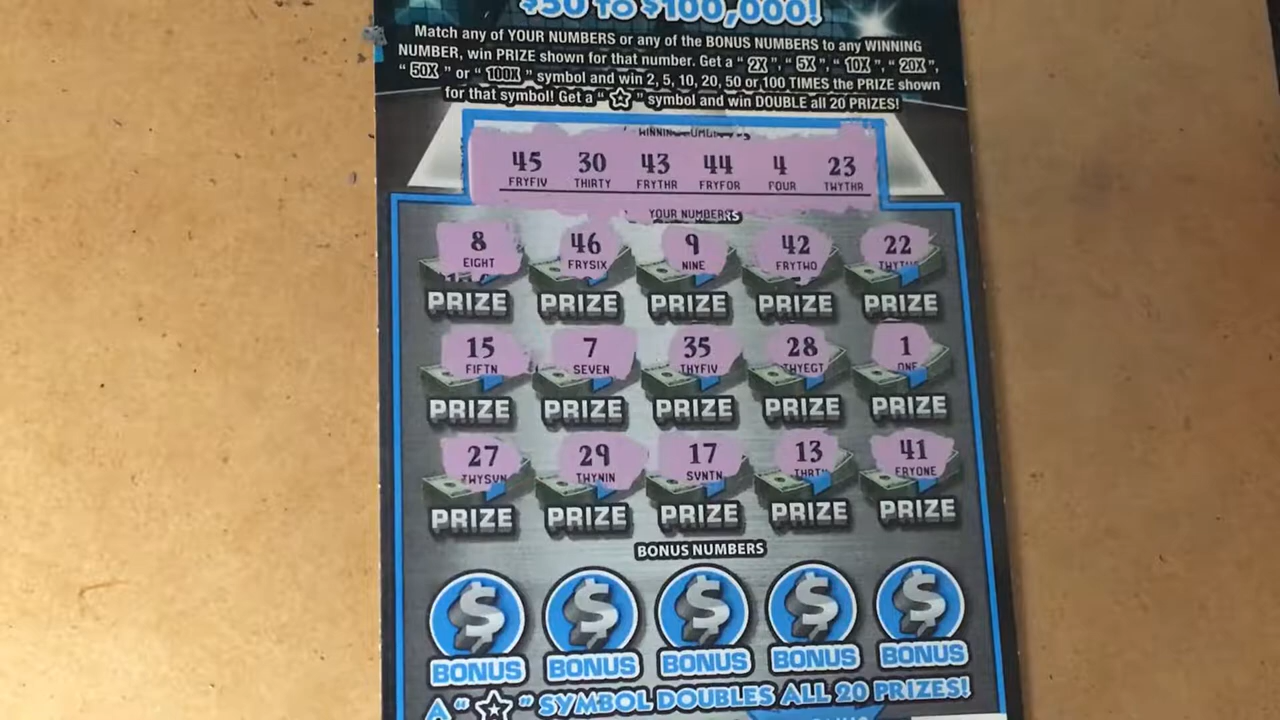 $50 TO $100,000!
Match any of YOUR NUMBERS or any of the BONUS NUMBERS to any WINNING
NUMBER, win PRIZE shown for that number. Get a "2X", "5X", "10X", "20X",
"50X" or "100X" symbol and win 2, 5, 10, 20, 50 or 100 TIMES the PRIZE shown
for that symbol! Get a "☆" symbol and win DOUBLE all 20 PRIZES!
45 30 43 44 4 23
FRYFIV THIRTY FRYTHR FRYFOR FOUR TWYTHR
YOUR NUMBERS
8 46 9 42 22
EIGHT FRYSIX NINE FRYTWO
PRIZE PRIZE PRIZE PRIZE PRIZE
15 7 35 28 1
FIFTN SEVEN THYFIV THYEGT ONE
PRIZE PRIZE PRIZE PRIZE PRIZE
27 29 17 13 41
TWYSVN TWYNIN SVNTN FRYONE
PRIZE PRIZE PRIZE PRIZE PRIZE
BONUS NUMBERS
$ $ $ $ $
BONUS BONUS BONUS BONUS BONUS
A "☆" SYMBOL DOUBLES ALL 20 PRIZES!